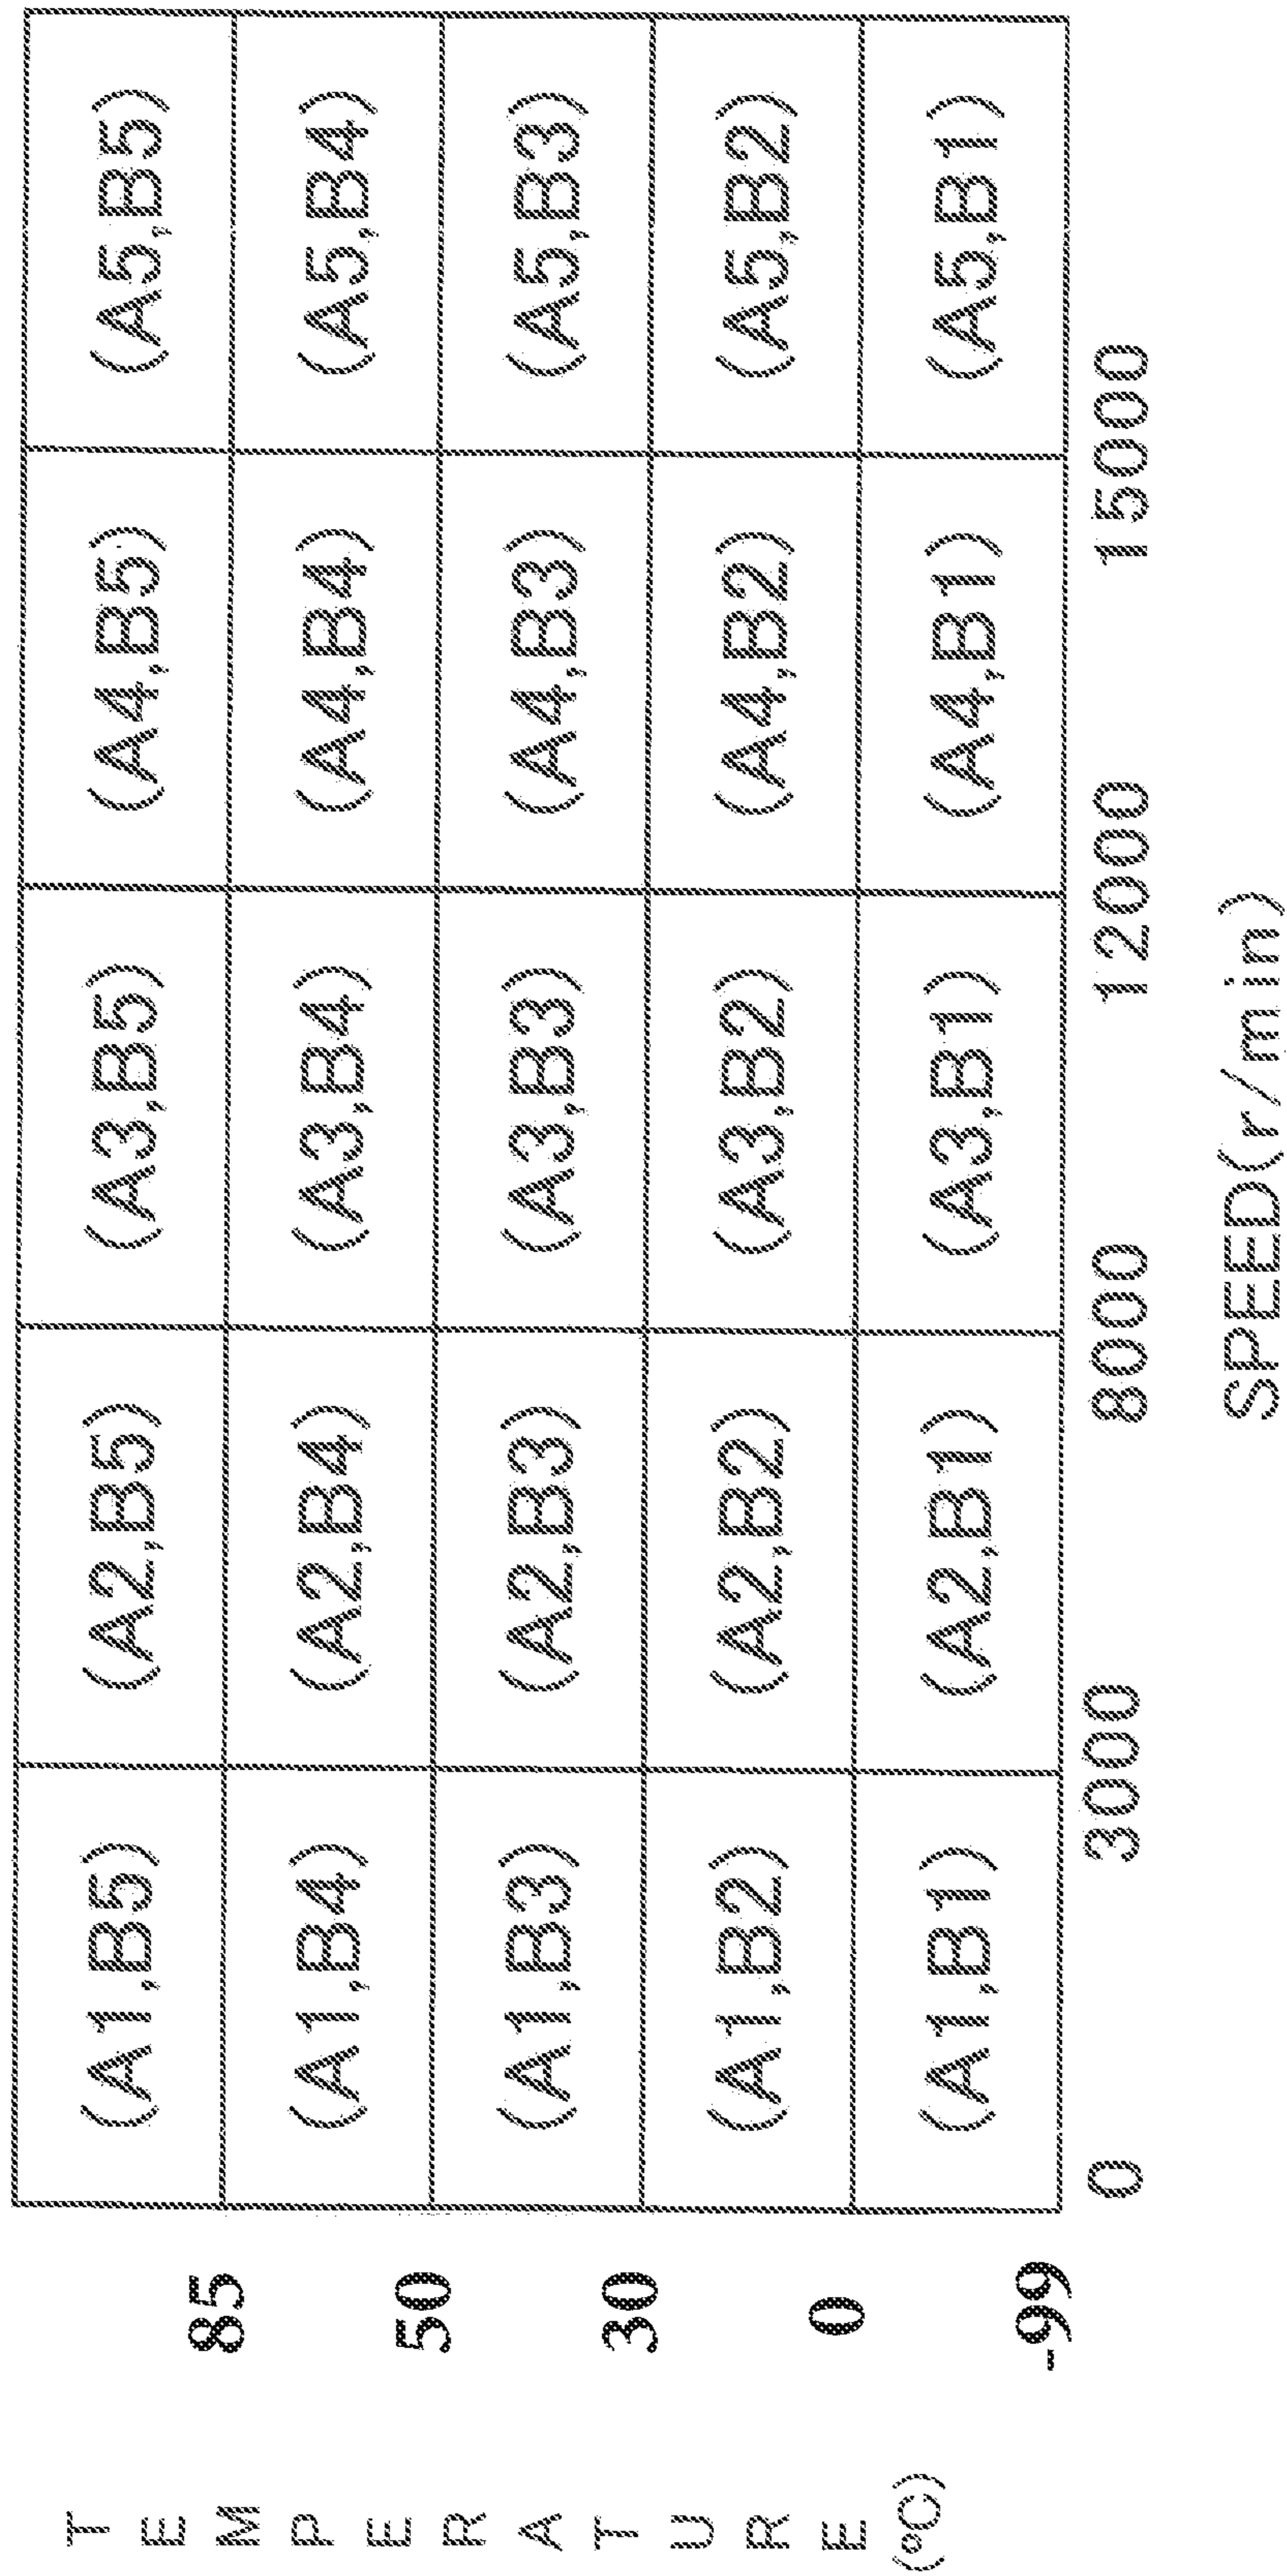 TEMPERATURE
(°C)
(A1,B5) (A2,B5) (A3,B5) (A4,B5) (A5,B5)
85
(A1,B4) (A2,B4) (A3,B4) (A4,B4) (A5,B4)
50
(A1,B3) (A2,B3) (A3,B3) (A4,B3) (A5,B3)
30
(A1,B2) (A2,B2) (A3,B2) (A4,B2) (A5,B2)
0
(A1,B1) (A2,B1) (A3,B1) (A4,B1) (A5,B1)
-99
0 3000 8000 12000 15000
SPEED(r/min)